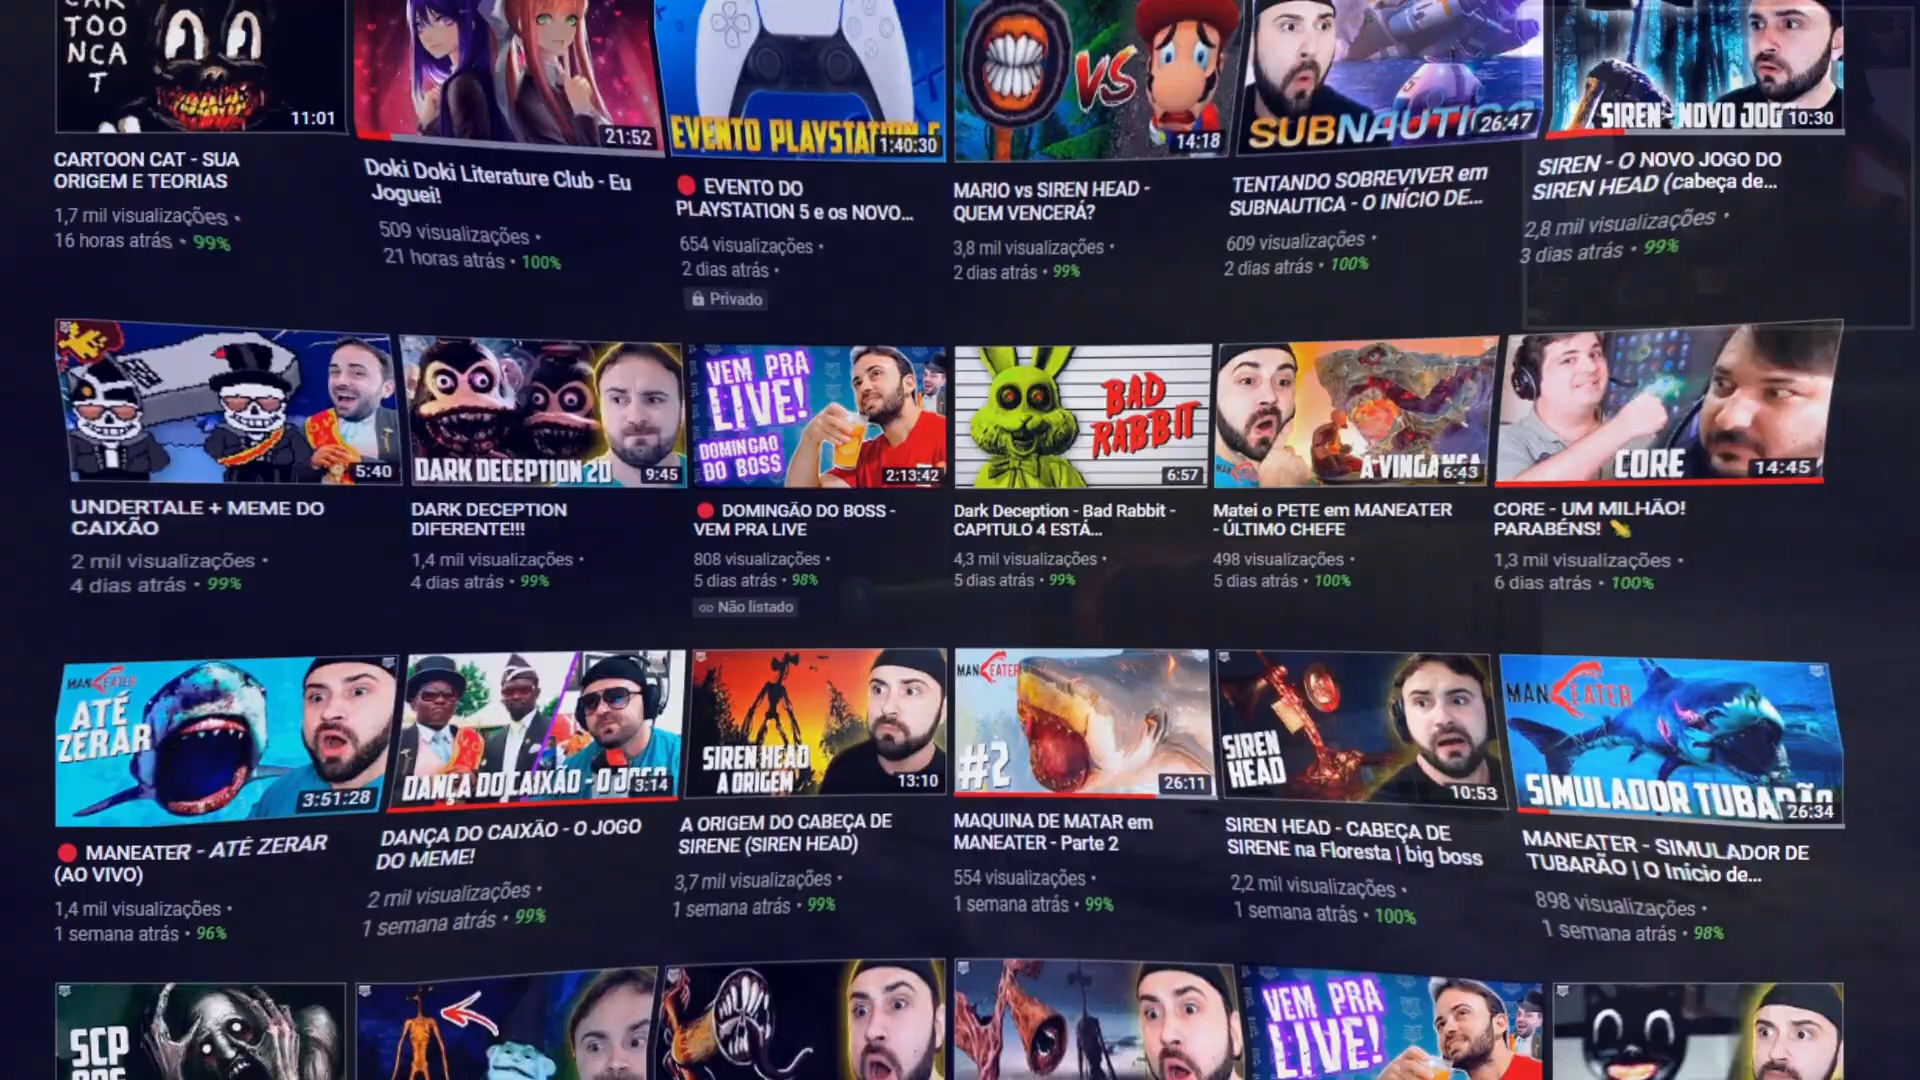 CAR
TOO
NCA
T
11:01
21:52
EVENTO PLAYSTAT
1:40:30
VS
14:18
SUBNAUTIC
26:47
SIREN - NOVO JOG
10:30
CARTOON CAT - SUA
ORIGEM E TEORIAS
1,7 mil visualizações •
16 horas atrás • 99%
Doki Doki Literature Club - Eu
Joguei!
509 visualizações •
21 horas atrás • 100%
EVENTO DO
PLAYSTATION 5 e os NOVO...
654 visualizações •
2 dias atrás •
Privado
MARIO vs SIREN HEAD -
QUEM VENCERÁ?
3,8 mil visualizações •
2 dias atrás • 99%
TENTANDO SOBREVIVER em
SUBNAUTICA - O INÍCIO DE...
609 visualizações •
2 dias atrás • 100%
SIREN - O NOVO JOGO DO
SIREN HEAD (cabeça de...
2,8 mil visualizações •
3 dias atrás • 99%
5:40
DARK DECEPTION 2D
9:45
VEM PRA
LIVE!
DOMINGAO
DO BOSS
2:13:42
BAD
RABBIT
6:57
A VINGANÇA
6:43
CORE
14:45
UNDERTALE + MEME DO
CAIXÃO
2 mil visualizações •
4 dias atrás • 99%
DARK DECEPTION
DIFERENTE!!!
1,4 mil visualizações •
4 dias atrás • 99%
DOMINGÃO DO BOSS -
VEM PRA LIVE
808 visualizações •
5 dias atrás • 98%
Não listado
Dark Deception - Bad Rabbit -
CAPITULO 4 ESTÁ...
4,3 mil visualizações •
5 dias atrás • 99%
Matei o PETE em MANEATER
- ÚLTIMO CHEFE
498 visualizações •
5 dias atrás • 100%
CORE - UM MILHÃO!
PARABÉNS! 🌽
1,3 mil visualizações •
6 dias atrás • 100%
MANEATER
ATÉ
ZERAR
3:51:28
DANÇA DO CAIXÃO - O JOGO
3:14
SIREN HEAD
A ORIGEM
13:10
MANEATER
#2
26:11
SIREN
HEAD
10:53
MANEATER
SIMULADOR TUBARÃO
26:34
MANEATER - ATÉ ZERAR
(AO VIVO)
1,4 mil visualizações •
1 semana atrás • 96%
DANÇA DO CAIXÃO - O JOGO
DO MEME!
2 mil visualizações •
1 semana atrás • 99%
A ORIGEM DO CABEÇA DE
SIRENE (SIREN HEAD)
3,7 mil visualizações •
1 semana atrás • 99%
MAQUINA DE MATAR em
MANEATER - Parte 2
554 visualizações •
1 semana atrás • 99%
SIREN HEAD - CABEÇA DE
SIRENE na Floresta | big boss
2,2 mil visualizações •
1 semana atrás • 100%
MANEATER - SIMULADOR DE
TUBARÃO | O Inicio de...
898 visualizações •
1 semana atrás • 98%
SCP
VEM PRA
LIVE!